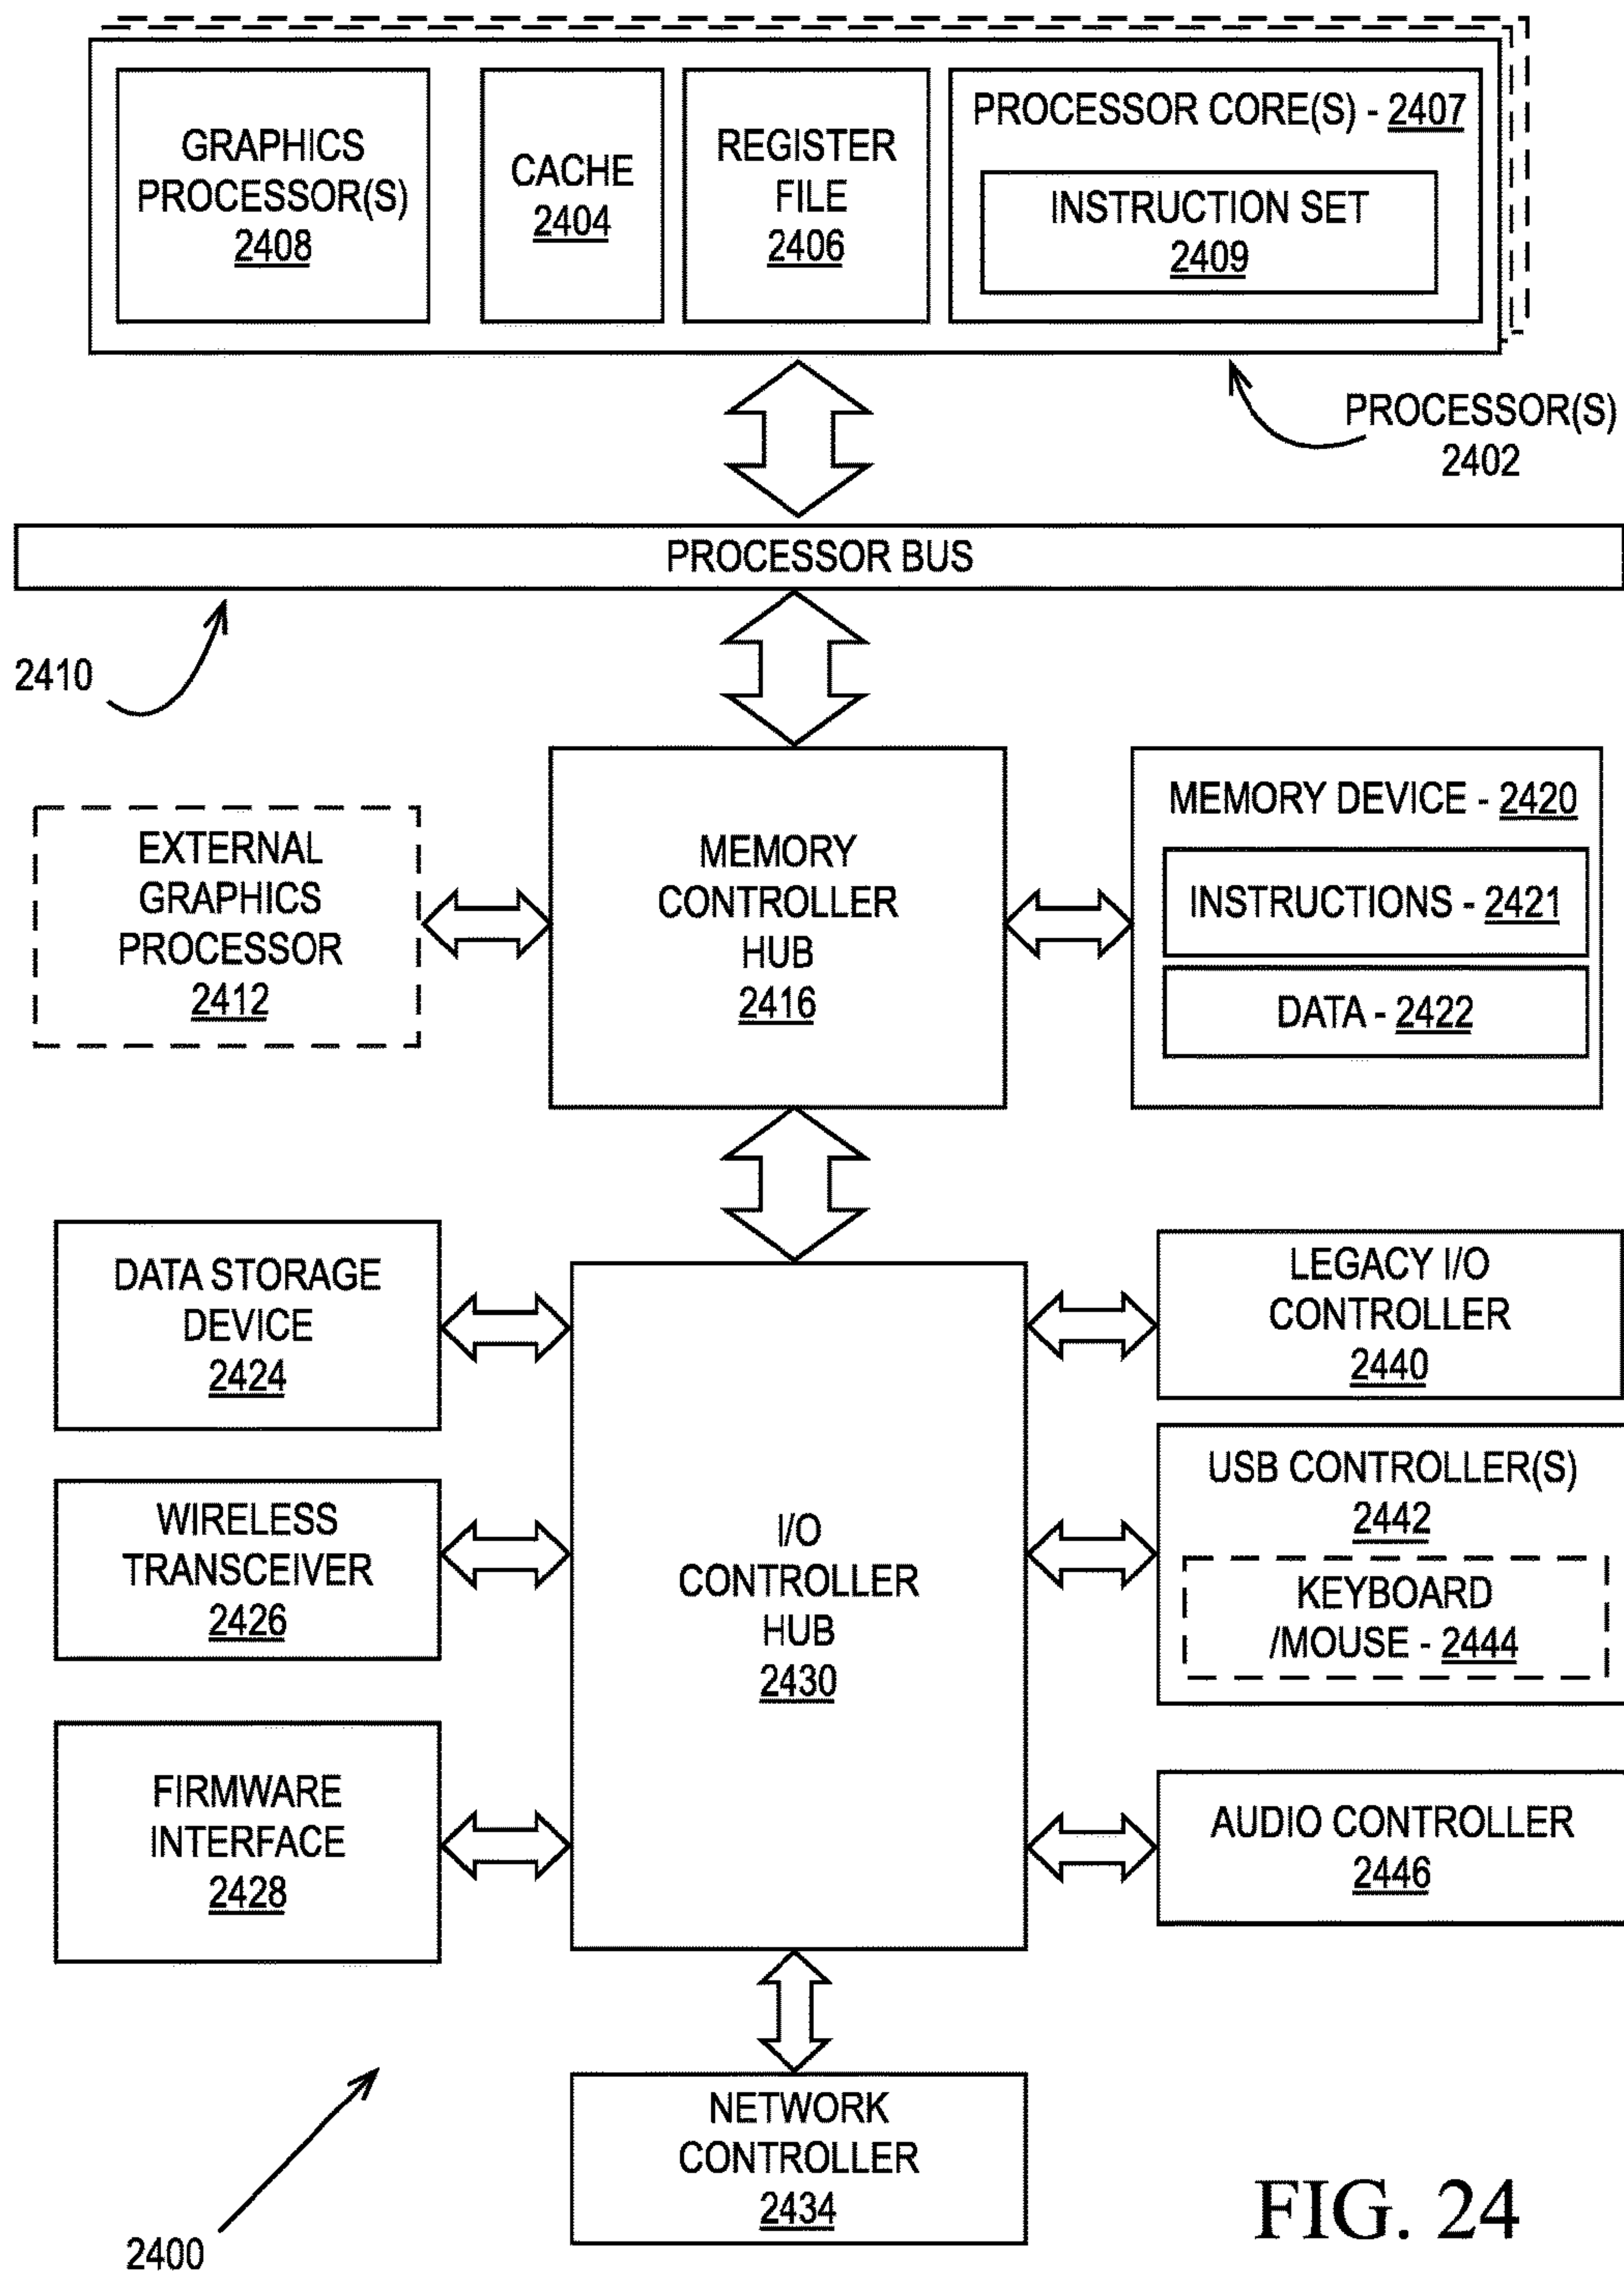 GRAPHICS
PROCESSOR(S)
2408
CACHE
2404
REGISTER
FILE
2406
PROCESSOR CORE(S) - 2407
INSTRUCTION SET
2409
PROCESSOR(S)
2402
PROCESSOR BUS
2410
EXTERNAL
GRAPHICS
PROCESSOR
2412
MEMORY
CONTROLLER
HUB
2416
MEMORY DEVICE - 2420
INSTRUCTIONS - 2421
DATA - 2422
DATA STORAGE
DEVICE
2424
WIRELESS
TRANSCEIVER
2426
FIRMWARE
INTERFACE
2428
I/O
CONTROLLER
HUB
2430
LEGACY I/O
CONTROLLER
2440
USB CONTROLLER(S)
2442
KEYBOARD
/MOUSE - 2444
AUDIO CONTROLLER
2446
NETWORK
CONTROLLER
2434
2400
FIG. 24